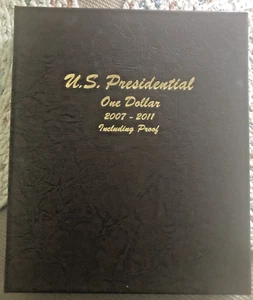 U.S. Presidential
One Dollar
2007 - 2011
Including Proof